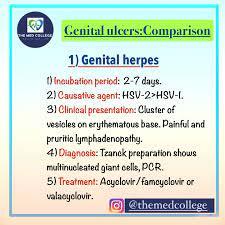 Genital ulcers:Comparison
THE MED COLLEGE
1) Genital herpes
1) Incubation period: 2-7 days.
2) Causative agent: HSV-2>HSV-1.
3) Clinical presentation: Cluster of
vesicles on erythematous base. Painful and
pruritic lymphadenopathy.
4) Diagnosis: Tzanck preparation shows
multinucleated giant cells, PCR.
5) Treatment: Acyclovir/famcyclovir or
valacyclovir.
@themedcollege